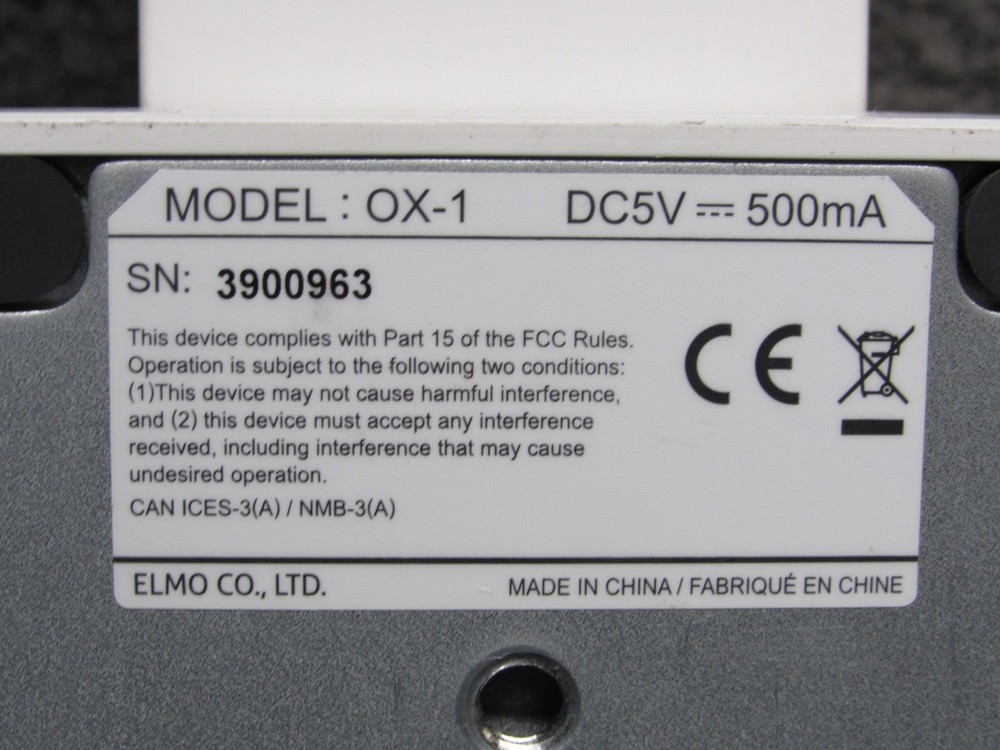 MODEL : OX-1 DC5V ⎓ 500mA
SN: 3900963
This device complies with Part 15 of the FCC Rules.
Operation is subject to the following two conditions:
(1)This device may not cause harmful interference,
and (2) this device must accept any interference
received, including interference that may cause
undesired operation.
CAN ICES-3(A) / NMB-3(A)
CE
ELMO CO., LTD. MADE IN CHINA / FABRIQUÉ EN CHINE